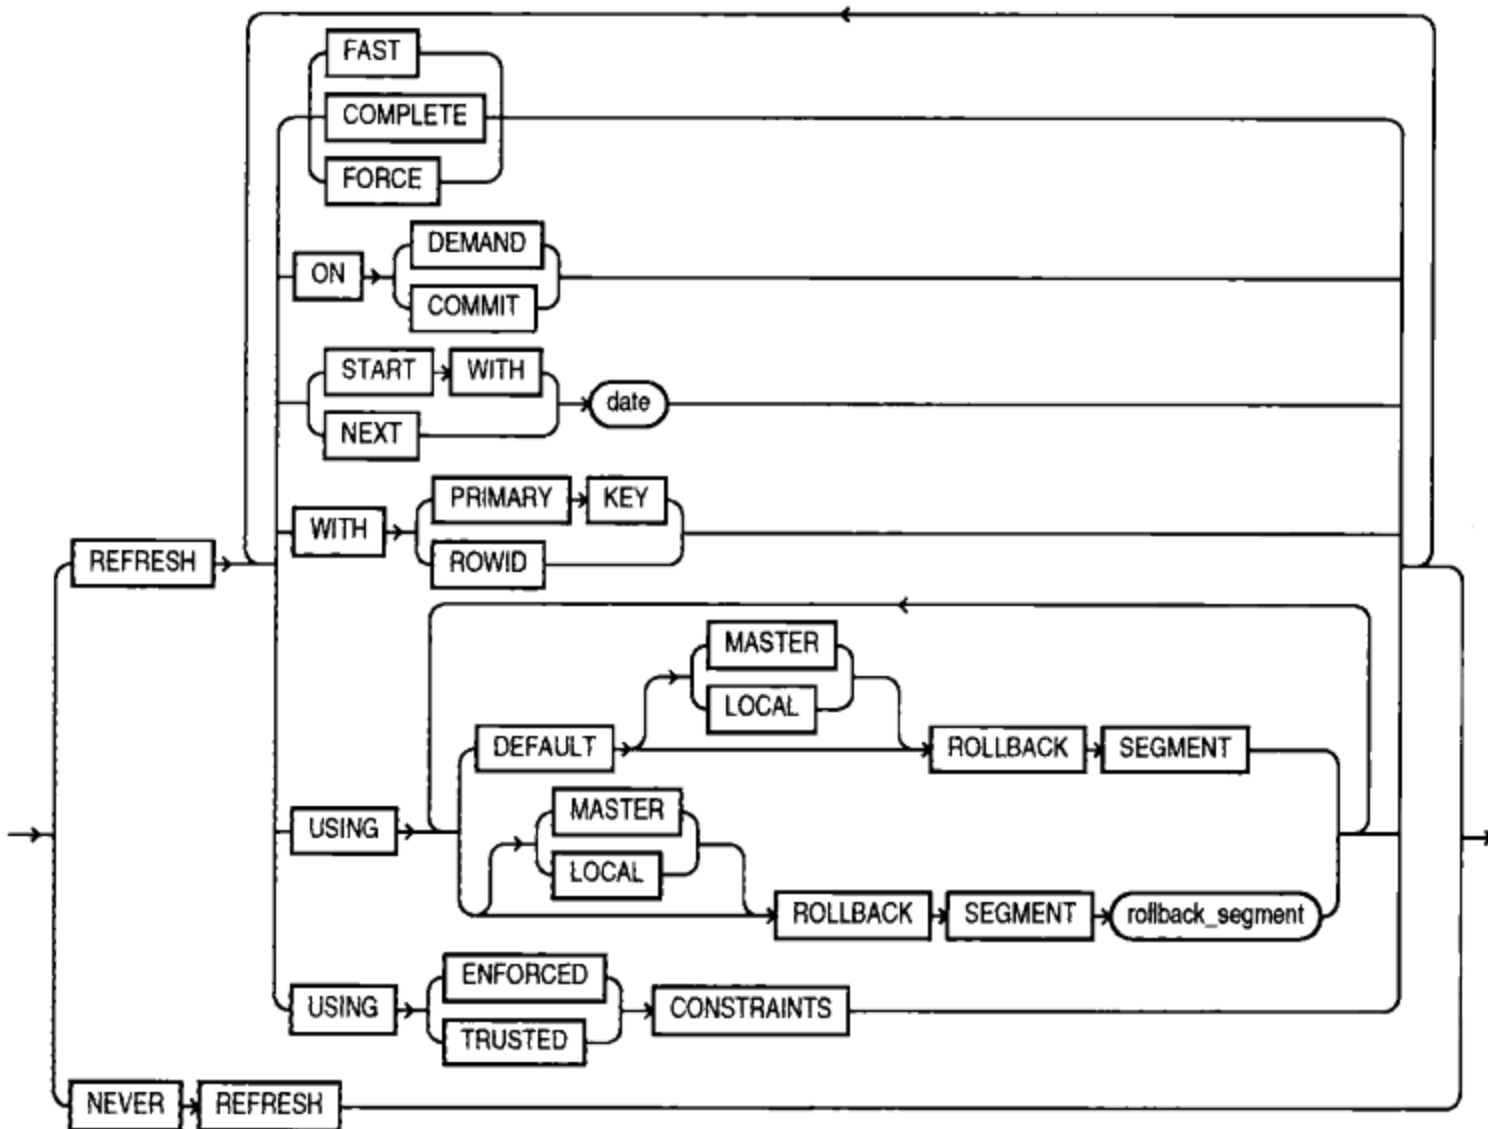 FAST
COMPLETE
FORCE
ON DEMAND
COMMIT
START WITH
NEXT
date
WITH PRIMARY KEY
ROWID
REFRESH
MASTER
LOCAL
DEFAULT ROLLBACK SEGMENT
USING MASTER
LOCAL
ROLLBACK SEGMENT rollback_segment
USING ENFORCED
TRUSTED
CONSTRAINTS
NEVER REFRESH